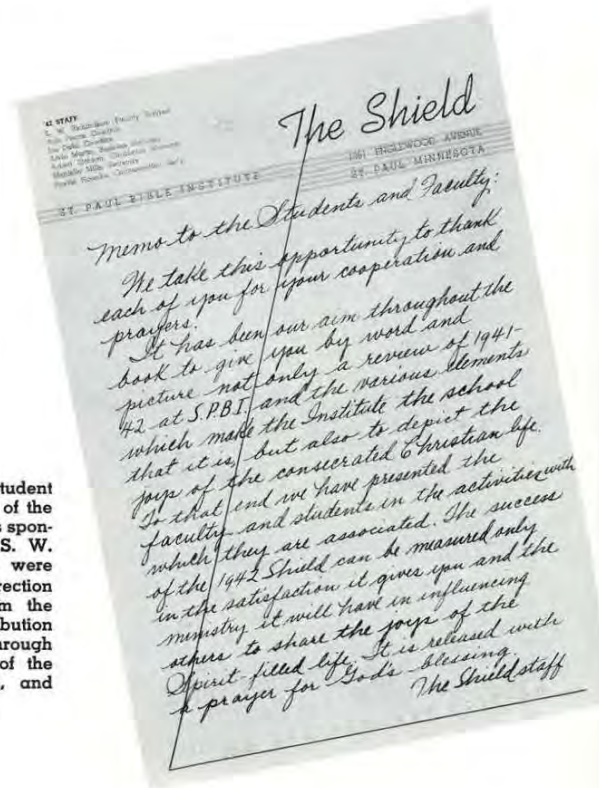 '42 STAFF
The Shield
1361 ENGLEWOOD AVENUE
ST. PAUL MINNESOTA
ST. PAUL BIBLE INSTITUTE
Memo to the Students and Faculty:
We take this opportunity to thank
each of you for your cooperation and
prayers.
It has been our aim throughout the
book to give you by word and
picture not only a review of 1941-
42 at S.P.B.I. and the various elements
which make the Institute the school
that it is, but also to depict the
joys of the consecrated Christian life.
To that end we have presented the
faculty and students in the activities with
which they are associated. The success
of the 1942 Shield can be measured only
in the satisfaction it gives you and the
ministry it will have in influencing
others to share the joys of the
Spirit-filled life. It is released with
a prayer for God's blessing.
The Shield staff
tudent
of the
s spon-
S. W.
were
rection
m the
bution
rough
of the
, and